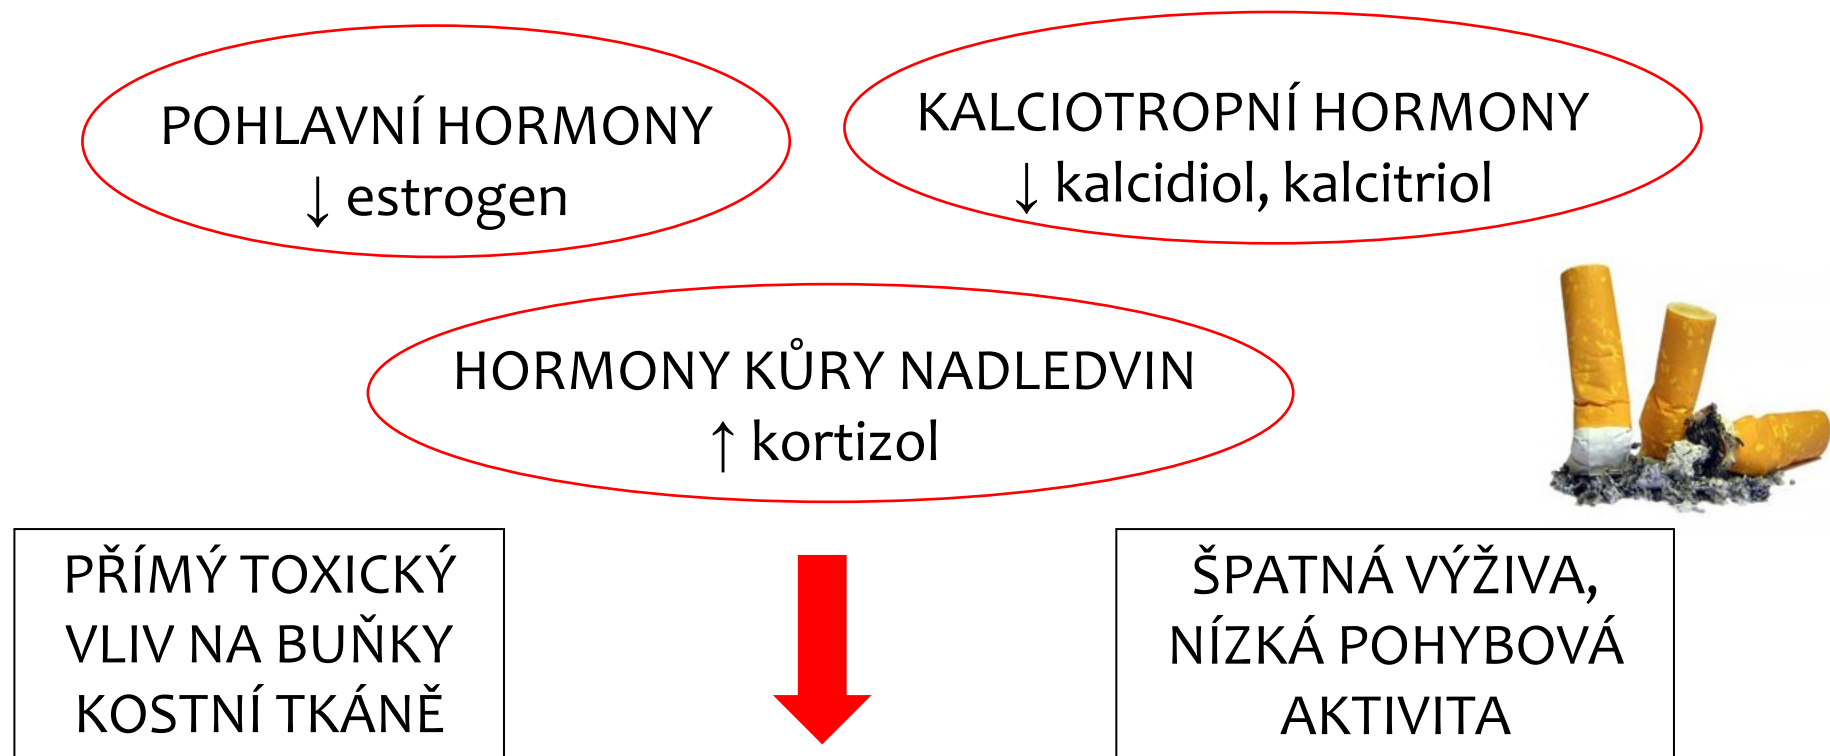 POHLAVNÍ HORMONY
↓ estrogen
KALCIOTROPNÍ HORMONY
↓ kalcidiol, kalcitriol
HORMONY KŮRY NADLEDVIN
↑ kortizol
PŘÍMÝ TOXICKÝ
VLIV NA BUŇKY
KOSTNÍ TKÁNĚ
ŠPATNÁ VÝŽIVA,
NÍZKÁ POHYBOVÁ
AKTIVITA